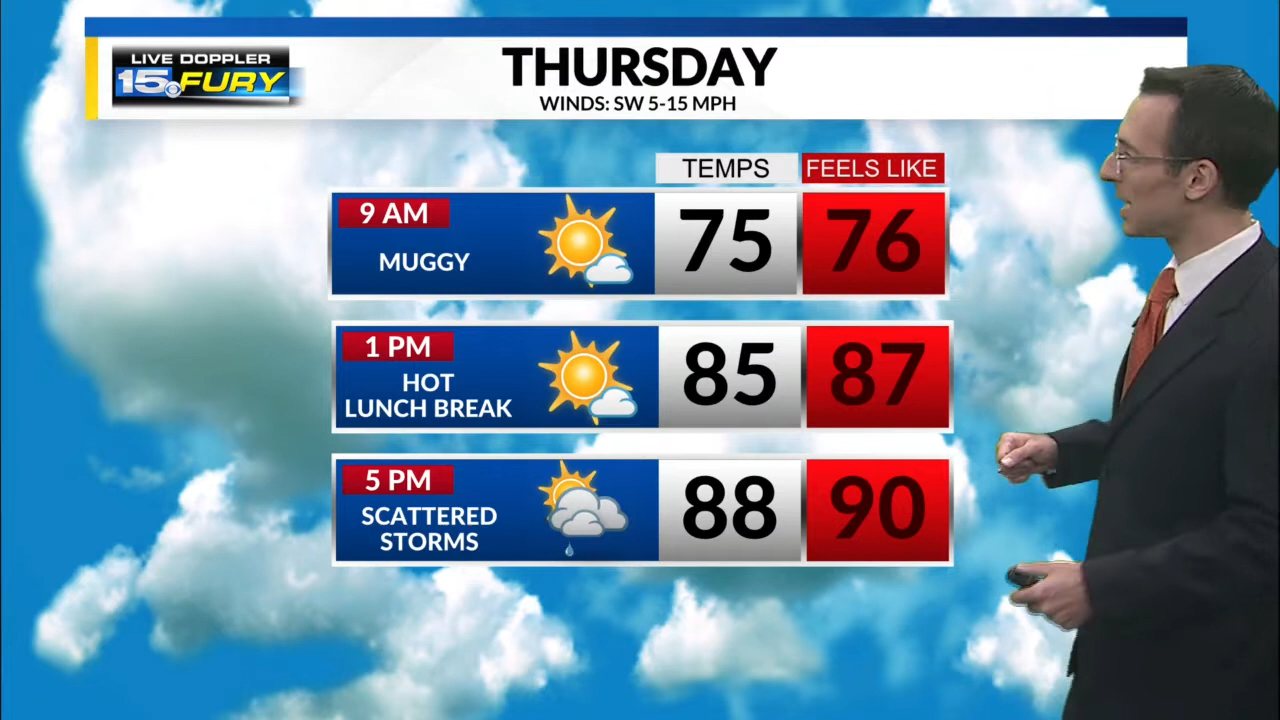 LIVE DOPPLER
15 FURY
THURSDAY
WINDS: SW 5-15 MPH
TEMPS FEELS LIKE
9 AM
MUGGY
75 76
1 PM
HOT
LUNCH BREAK
85 87
5 PM
SCATTERED
STORMS
88 90